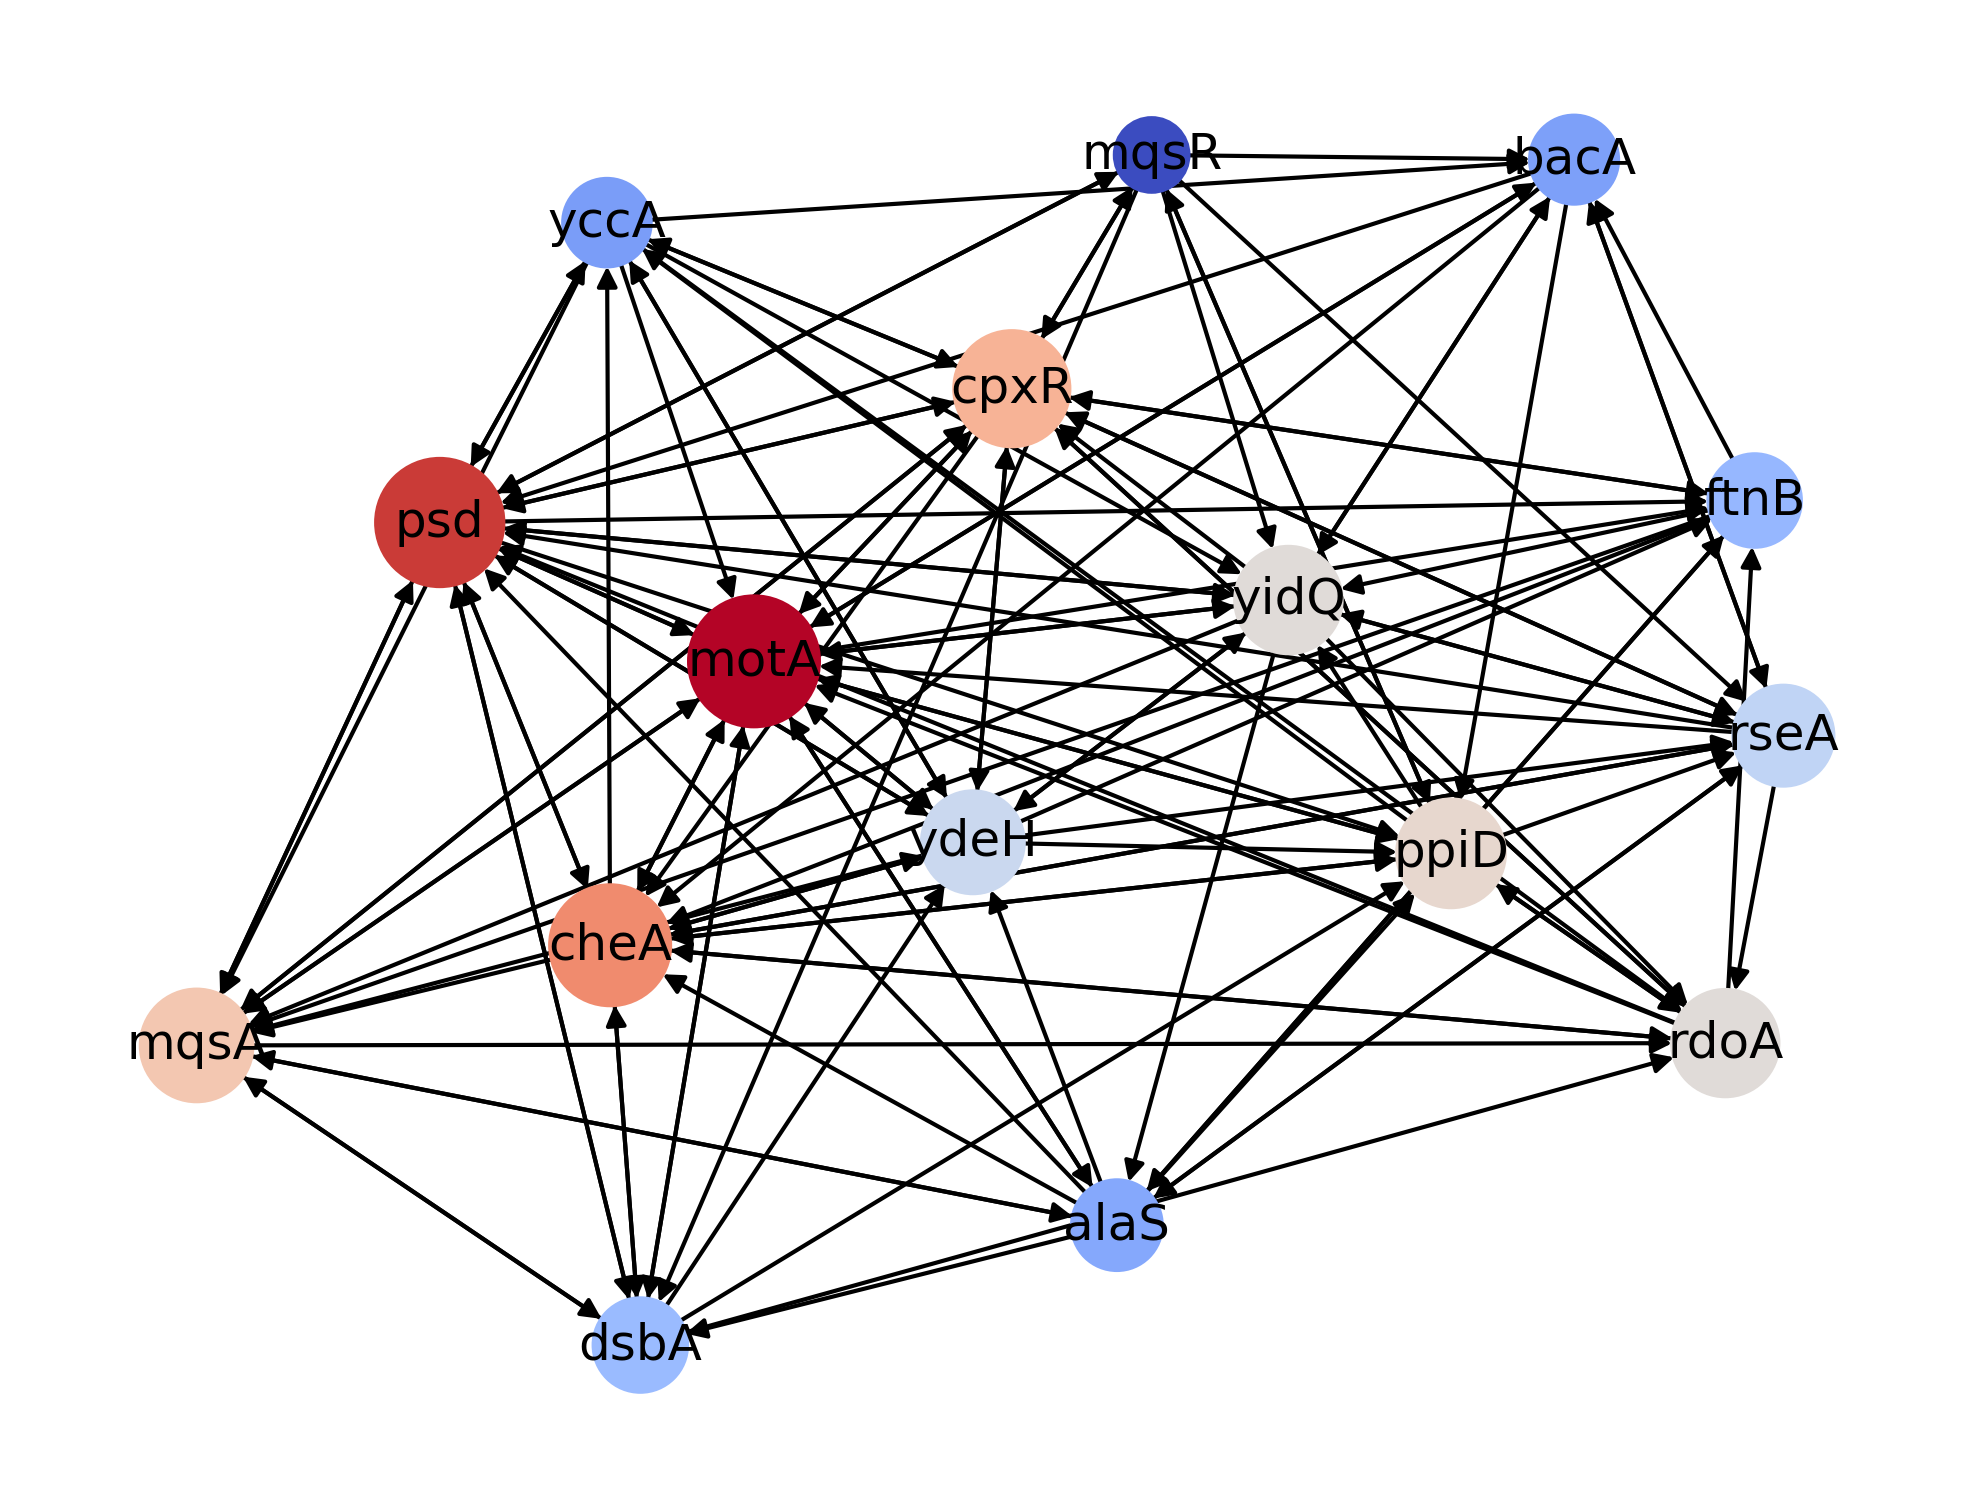 mqsR
bacA
yccA
cpxR
psd
ftnB
yidQ
motA
rseA
ydeH
ppiD
cheA
mqsA
rdoA
alaS
dsbA